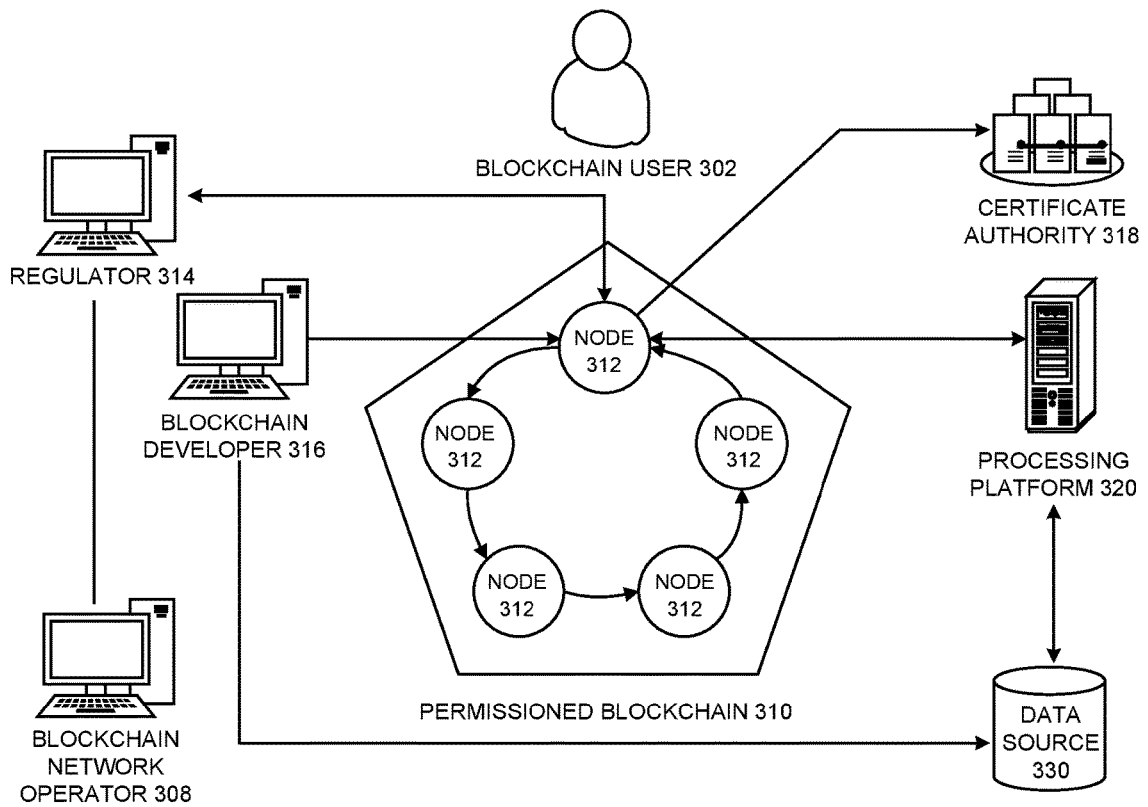 BLOCKCHAIN USER 302
CERTIFICATE
AUTHORITY 318
REGULATOR 314
NODE
312
BLOCKCHAIN
DEVELOPER 316
NODE
312
NODE
312
PROCESSING
PLATFORM 320
NODE
312
NODE
312
PERMISSIONED BLOCKCHAIN 310
BLOCKCHAIN
NETWORK
OPERATOR 308
DATA
SOURCE
330